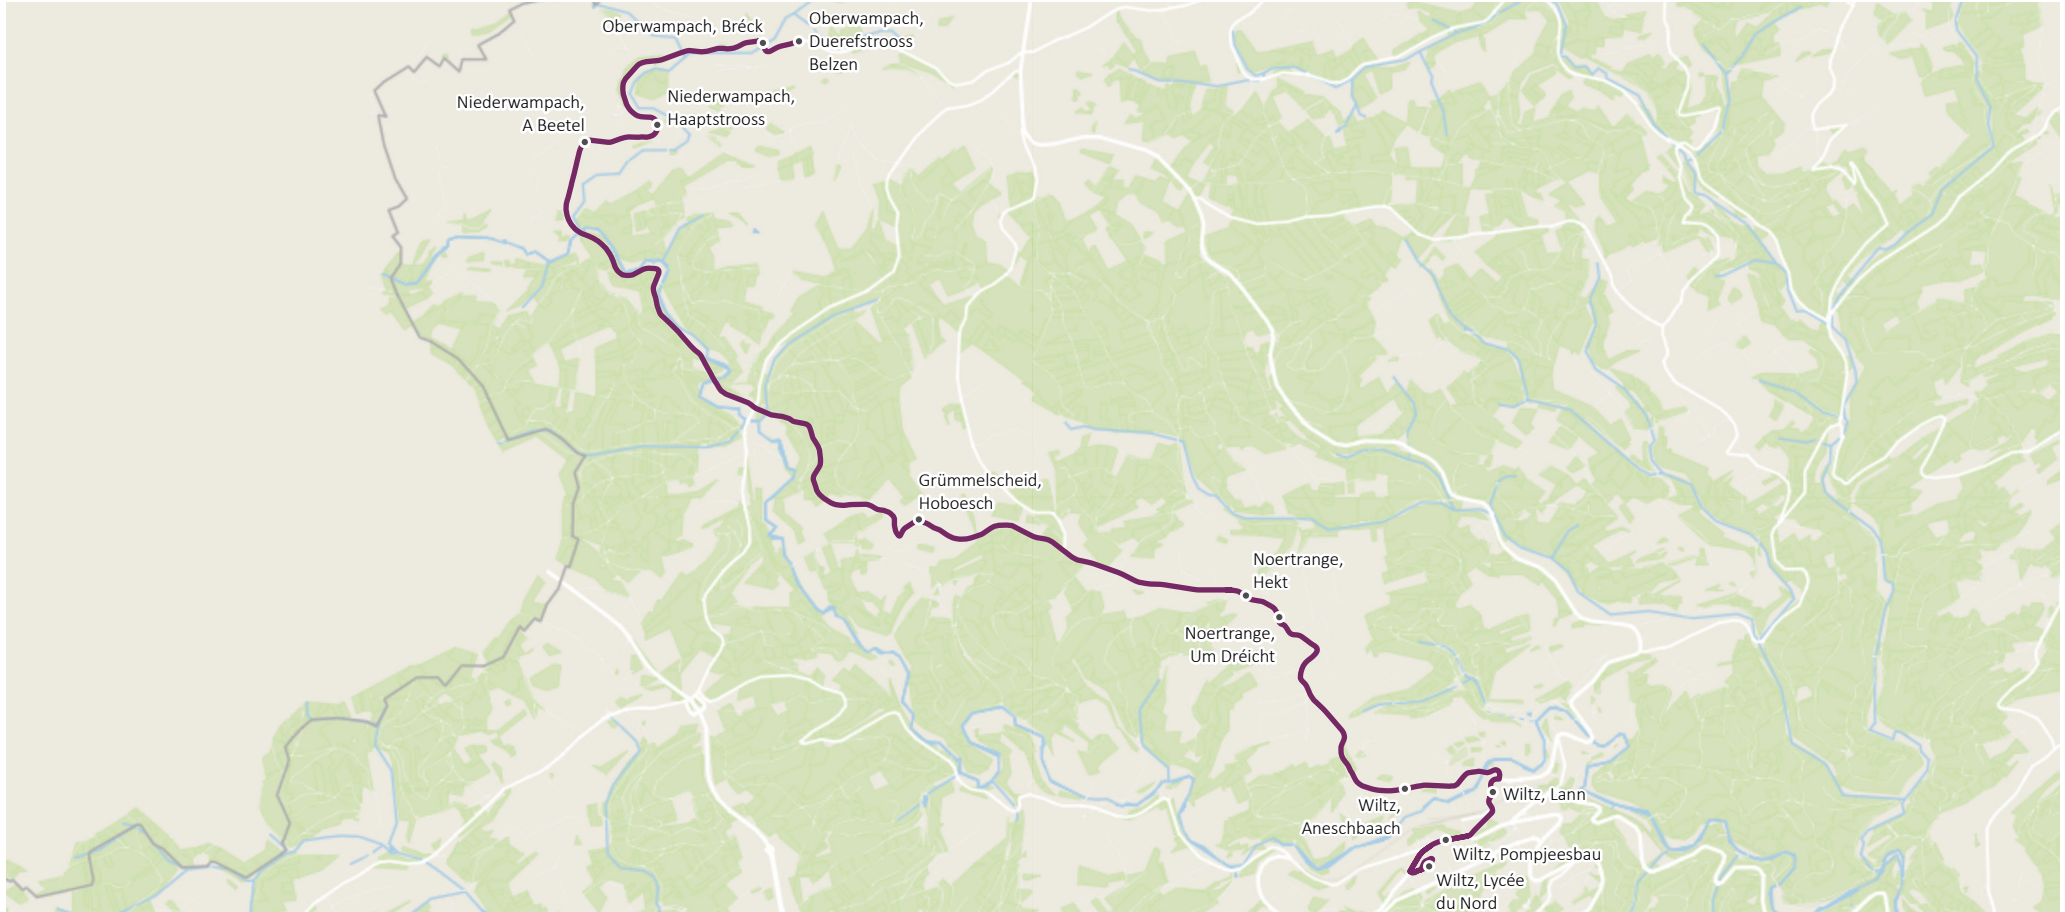 Oberwampach, Bréck
Oberwampach,
Duerefstrooss
Belzen
Niederwampach,
A Beetel
Niederwampach,
Haaptstrooss
Grümmelscheid,
Hoboesch
Noertrange,
Hekt
Noertrange,
Um Dréicht
Wiltz,
Aneschbaach
Wiltz, Lann
Wiltz, Pompjeesbau
Wiltz, Lycée
du Nord